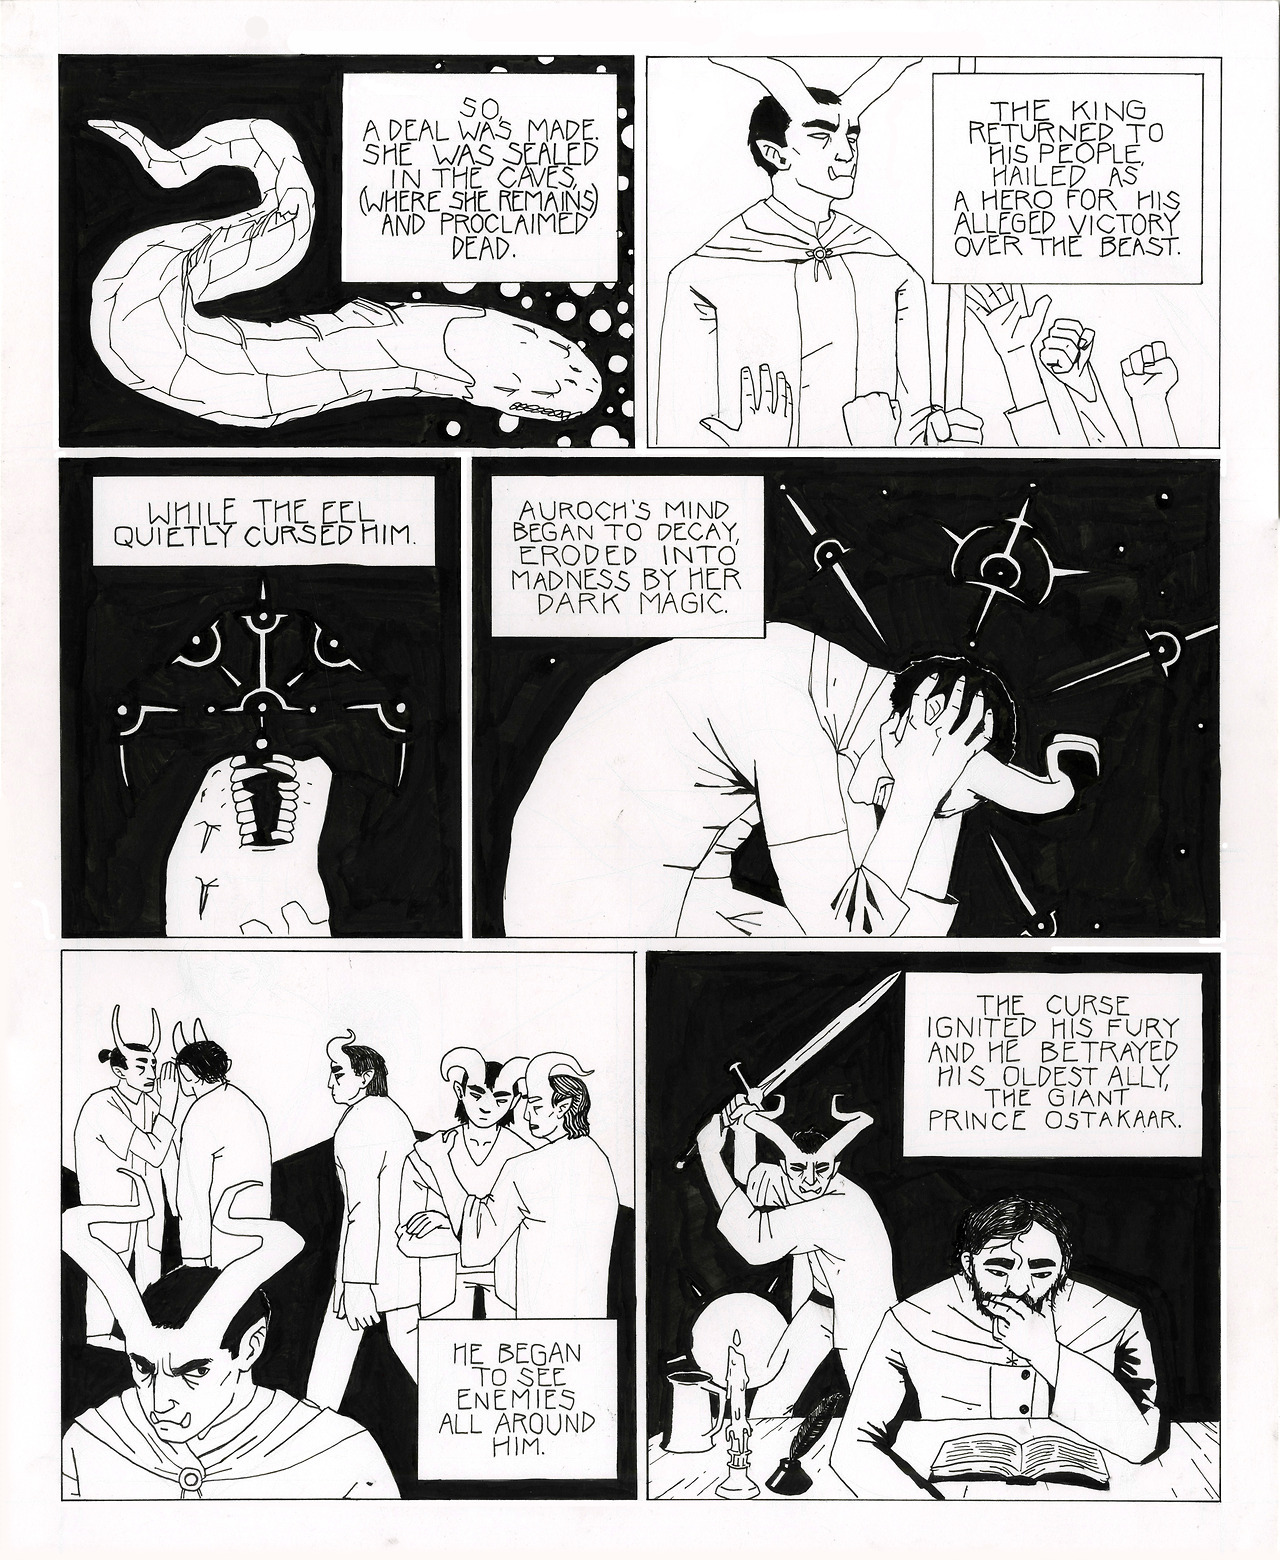 SO,
A DEAL WAS MADE.
SHE WAS SEALED
IN THE CAVES,
(WHERE SHE REMAINS)
AND PROCLAIMED
DEAD.
THE KING
RETURNED TO
HIS PEOPLE,
HAILED AS
A HERO FOR HIS
ALLEGED VICTORY
OVER THE BEAST.
WHILE THE EEL
QUIETLY CURSED HIM.
AUROCH'S MIND
BEGAN TO DECAY,
ERODED INTO
MADNESS BY HER
DARK MAGIC.
HE BEGAN
TO SEE
ENEMIES
ALL AROUND
HIM.
THE CURSE
IGNITED HIS FURY
AND HE BETRAYED
HIS OLDEST ALLY,
THE GIANT
PRINCE OSTAKAAR.